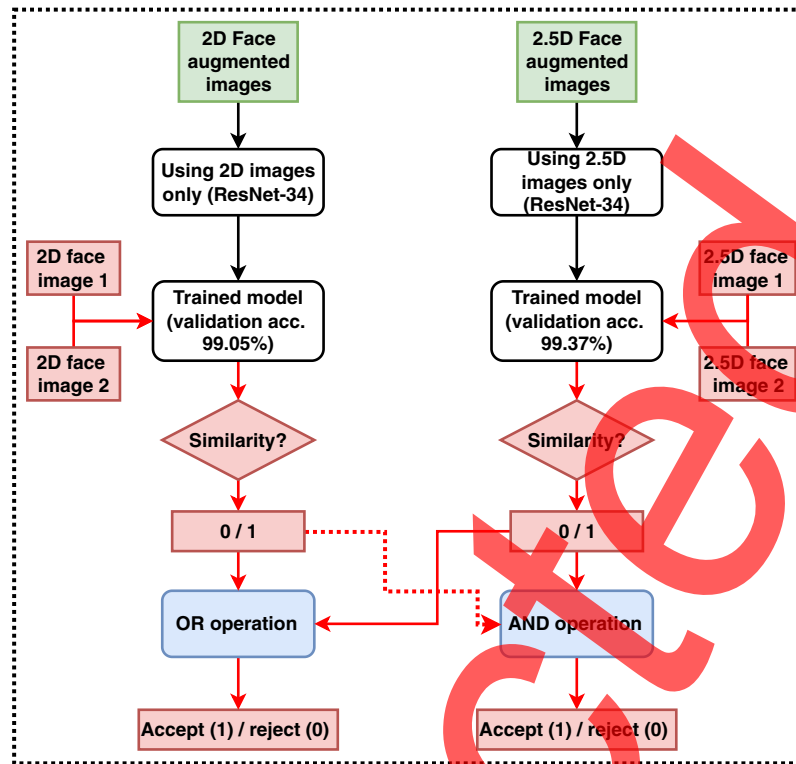 2D Face
augmented
images
2.5D Face
augmented
images
Using 2D images
only (ResNet-34)
Using 2.5D
images only
(ResNet-34)
2D face
image 1
2D face
image 2
Trained model
(validation acc.
99.05%)
Trained model
(validation acc.
99.37%)
2.5D face
image 1
2.5D face
image 2
Similarity?
Similarity?
0 / 1
0 / 1
OR operation
AND operation
Accept (1) / reject (0)
Accept (1) / reject (0)
cted